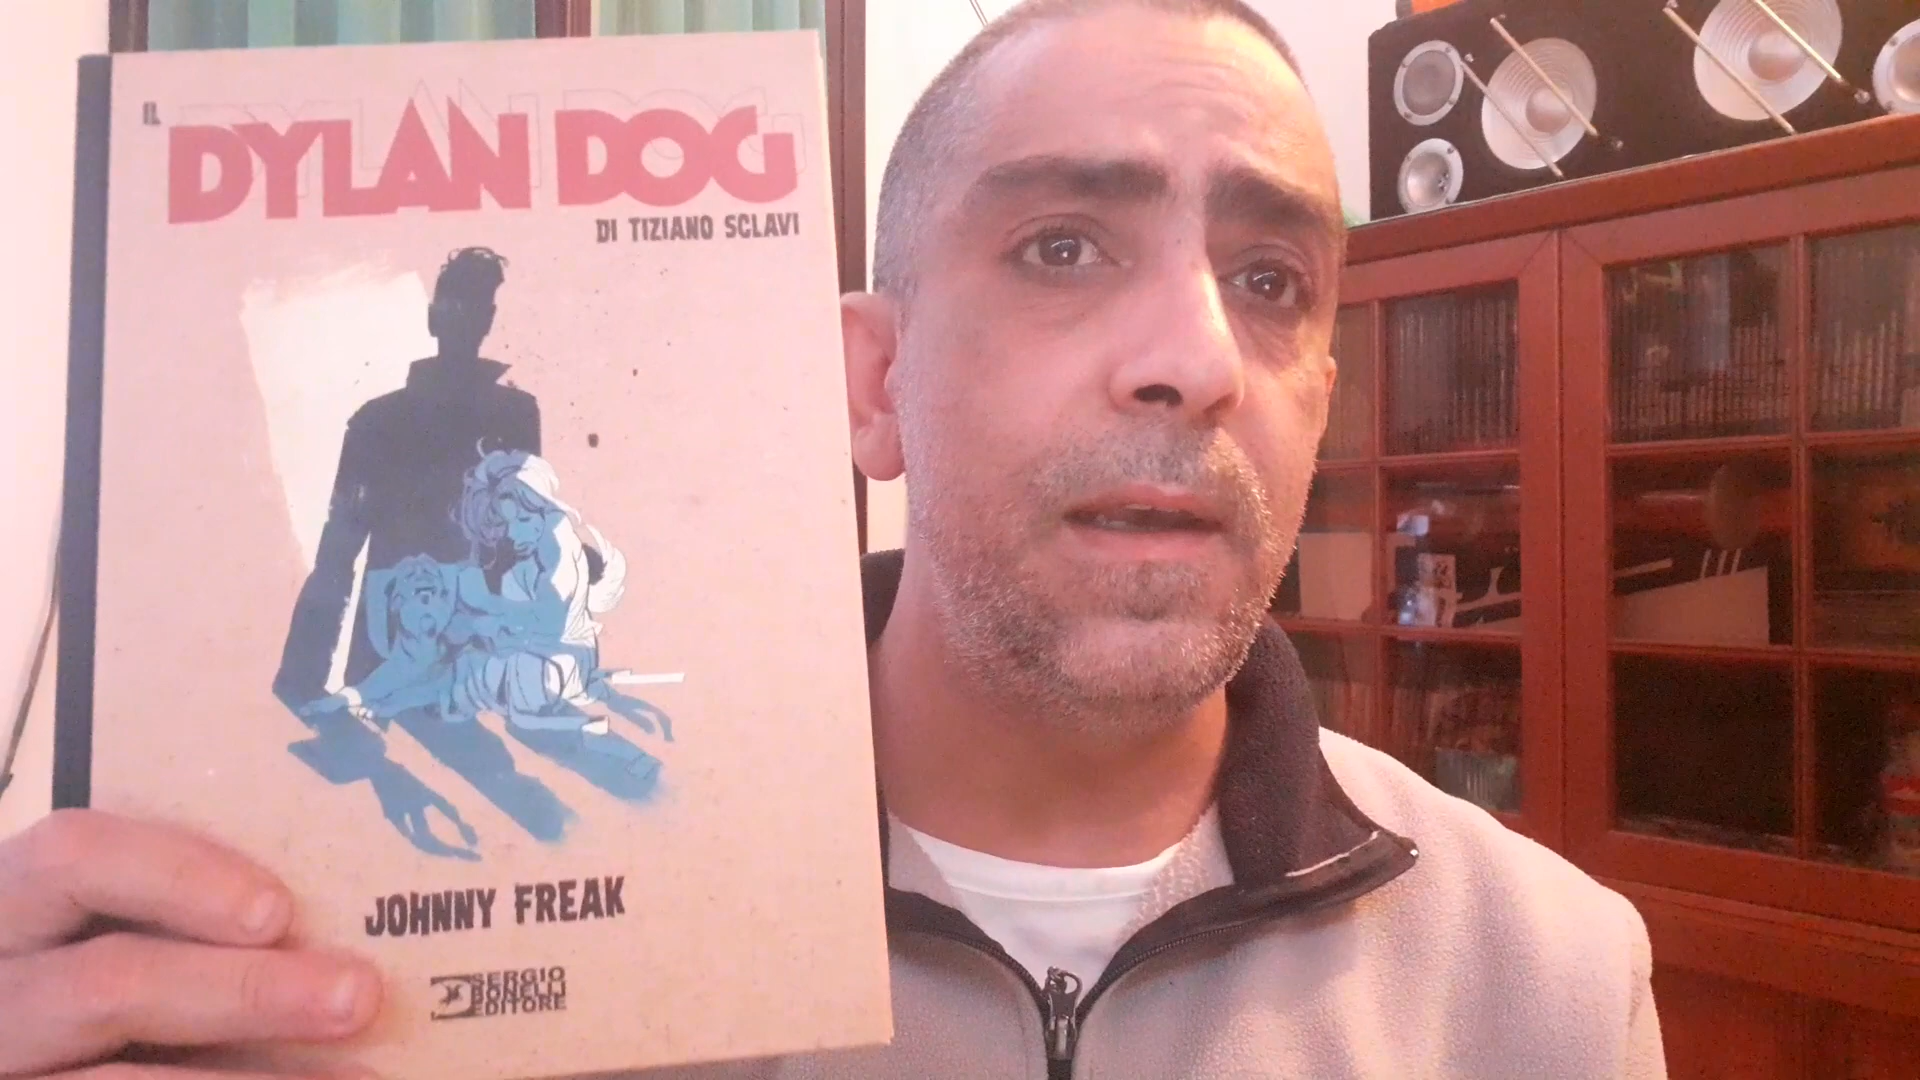 IL
DYLAN DOG
DI TIZIANO SCLAVI
JOHNNY FREAK
SERGIO
BONELLI
EDITORE